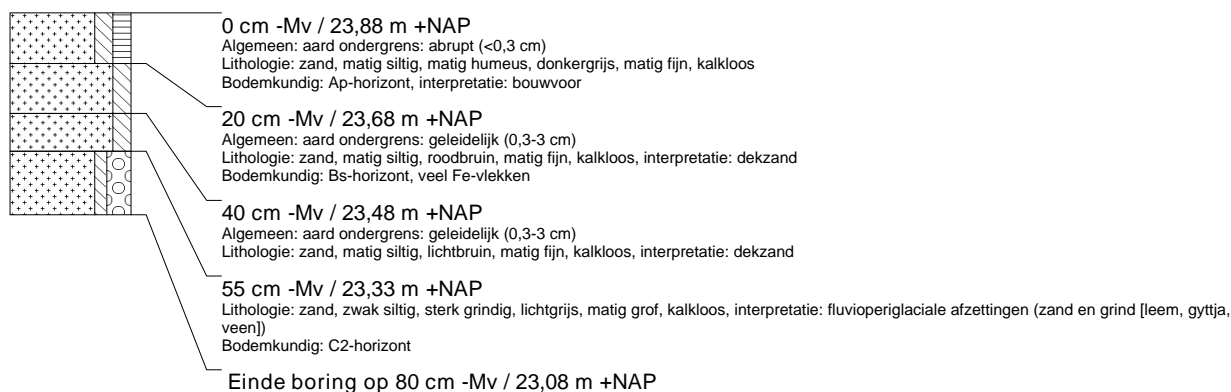 0 cm -Mv / 23,88 m +NAP
Algemeen: aard ondergrens: abrupt (<0,3 cm)
Lithologie: zand, matig siltig, matig humeus, donkergrijs, matig fijn, kalkloos
Bodemkundig: Ap-horizont, interpretatie: bouwvoor
20 cm -Mv / 23,68 m +NAP
Algemeen: aard ondergrens: geleidelijk (0,3-3 cm)
Lithologie: zand, matig siltig, roodbruin, matig fijn, kalkloos, interpretatie: dekzand
Bodemkundig: Bs-horizont, veel Fe-vlekken
40 cm -Mv / 23,48 m +NAP
Algemeen: aard ondergrens: geleidelijk (0,3-3 cm)
Lithologie: zand, matig siltig, lichtbruin, matig fijn, kalkloos, interpretatie: dekzand
55 cm -Mv / 23,33 m +NAP
Lithologie: zand, zwak siltig, sterk grindig, lichtgrijs, matig grof, kalkloos, interpretatie: fluvioperiglaciale afzettingen (zand en grind [leem, gyttja,
veen])
Bodemkundig: C2-horizont
Einde boring op 80 cm -Mv / 23,08 m +NAP